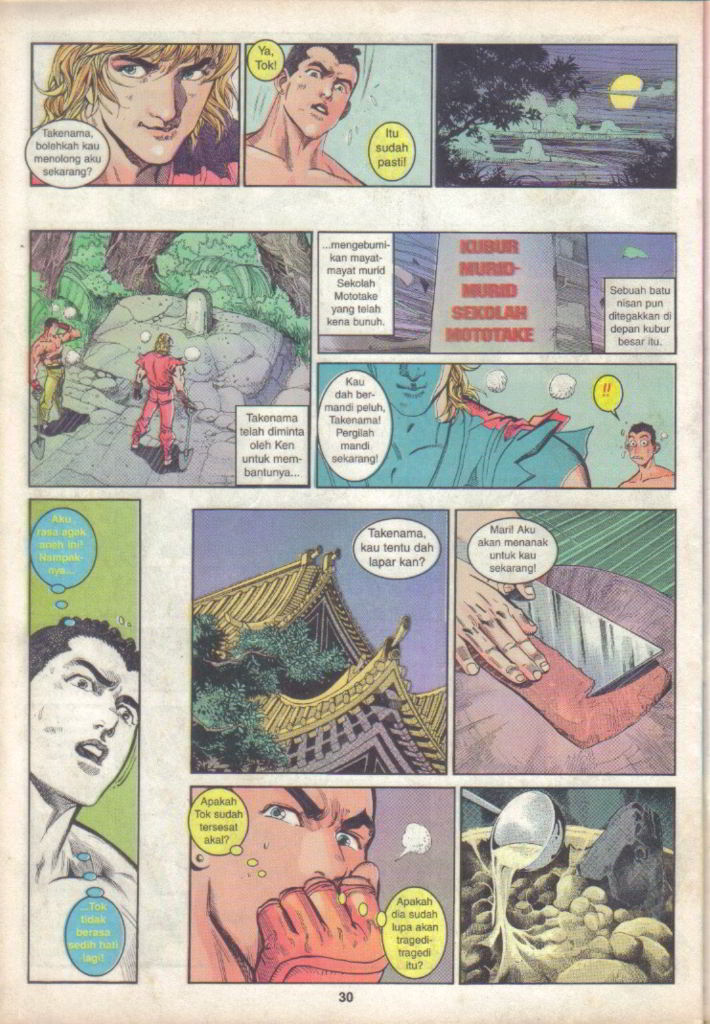 Takenama,
bolehkah kau
menolong aku
sekarang?
Ya,
Tok!
Itu
sudah
pasti!
Takenama
telah diminta
oleh Ken
untuk mem-
bantunya...
...mengebumi-
kan mayat-
mayat murid
Sekolah
Mototake
yang telah
kena bunuh.
KUBUR
MURID-
MURID
SEKOLAH
MOTOTAKE
Sebuah batu
nisan pun
ditegakkan di
depan kubur
besar itu.
Kau
dah ber-
mandi peluh,
Takenama!
Pergilah
mandi
sekarang!
!!
Aku
rasa agak
aneh ini!
Nampak-
nya...
...Tok
tidak
berasa
sedih hati
lagi!
Takenama,
kau tentu dah
lapar kan?
Mari! Aku
akan menanak
untuk kau
sekarang!
Apakah
Tok sudah
tersesat
akal?
Apakah
dia sudah
lupa akan
tragedi-
tragedi
itu?
30